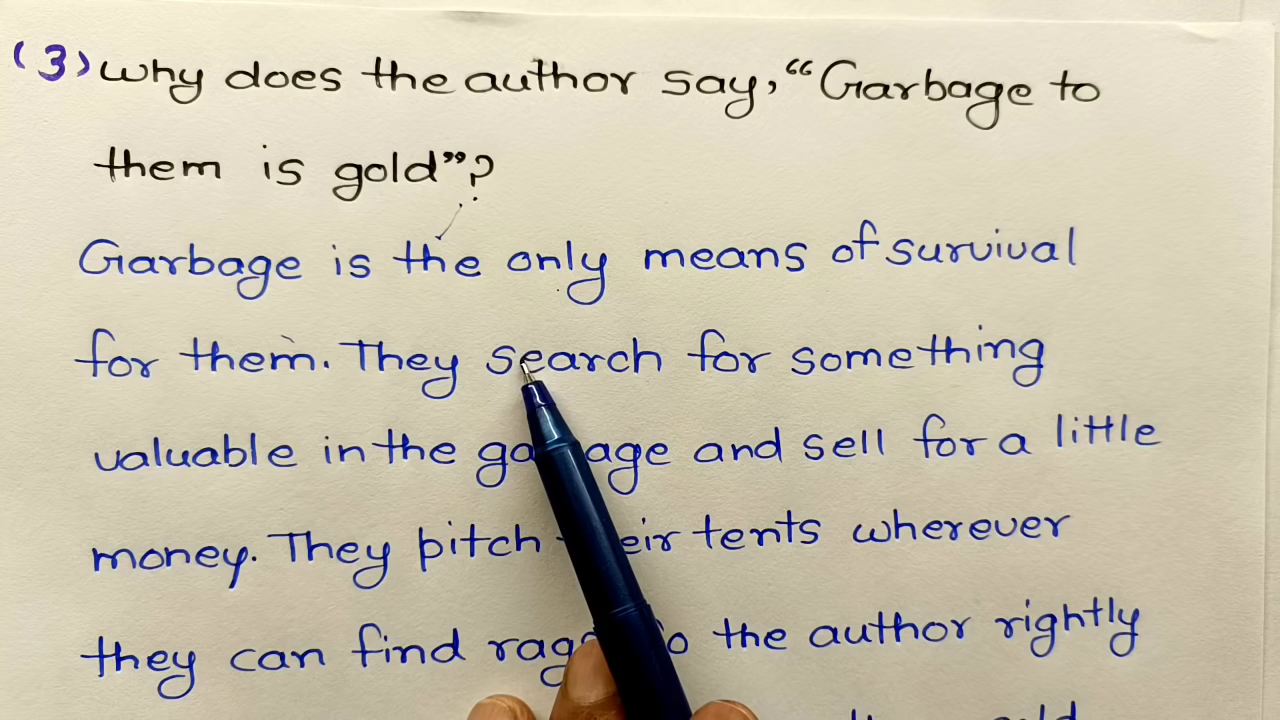 (3) Why does the author say, “Garbage to
them is gold”?
Garbage is the only means of survival
for them. They search for something
valuable in the garbage and sell for a little
money. They pitch their tents wherever
they can find the author rightly